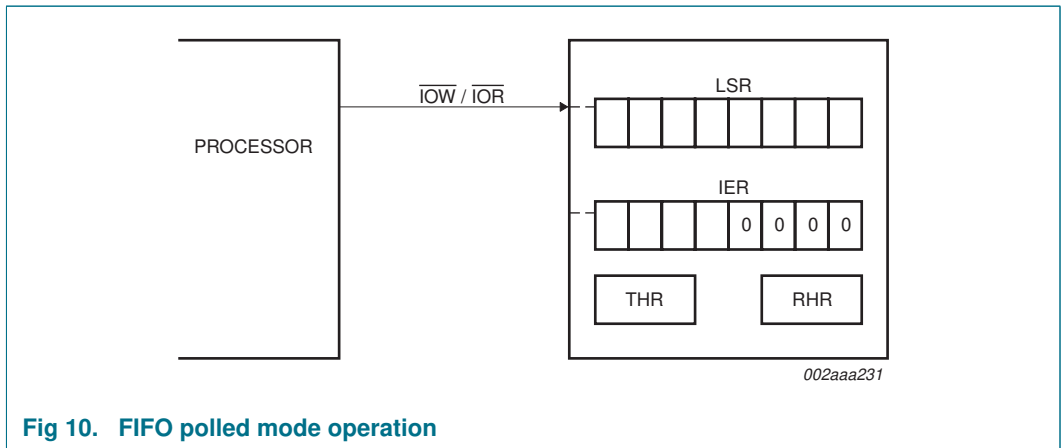 IOW / IOR
PROCESSOR
LSR
IER
0 0 0 0
THR RHR
002aaa231
Fig 10. FIFO polled mode operation